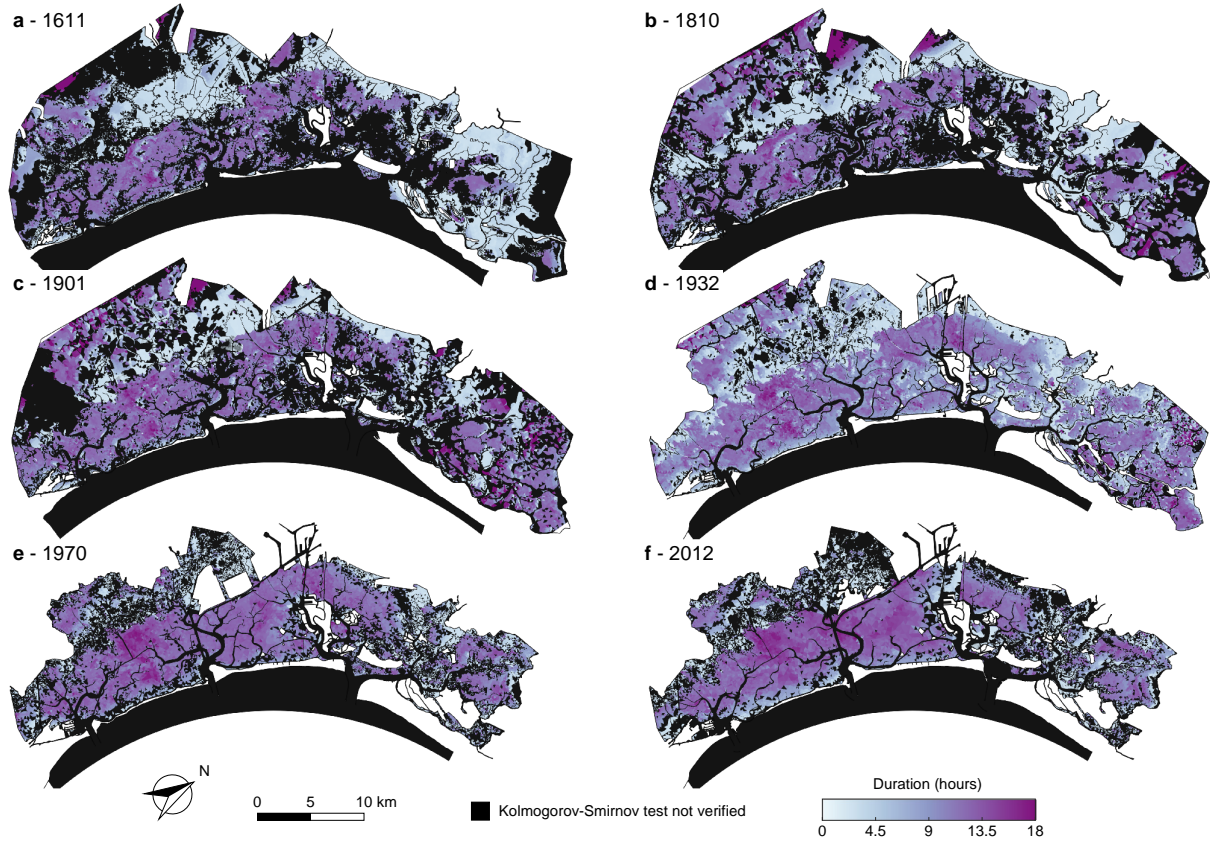 a - 1611
b - 1810
c - 1901
d - 1932
e - 1970
f - 2012
N
0 5 10 km
Kolmogorov-Smirnov test not verified
Duration (hours)
0 4.5 9 13.5 18